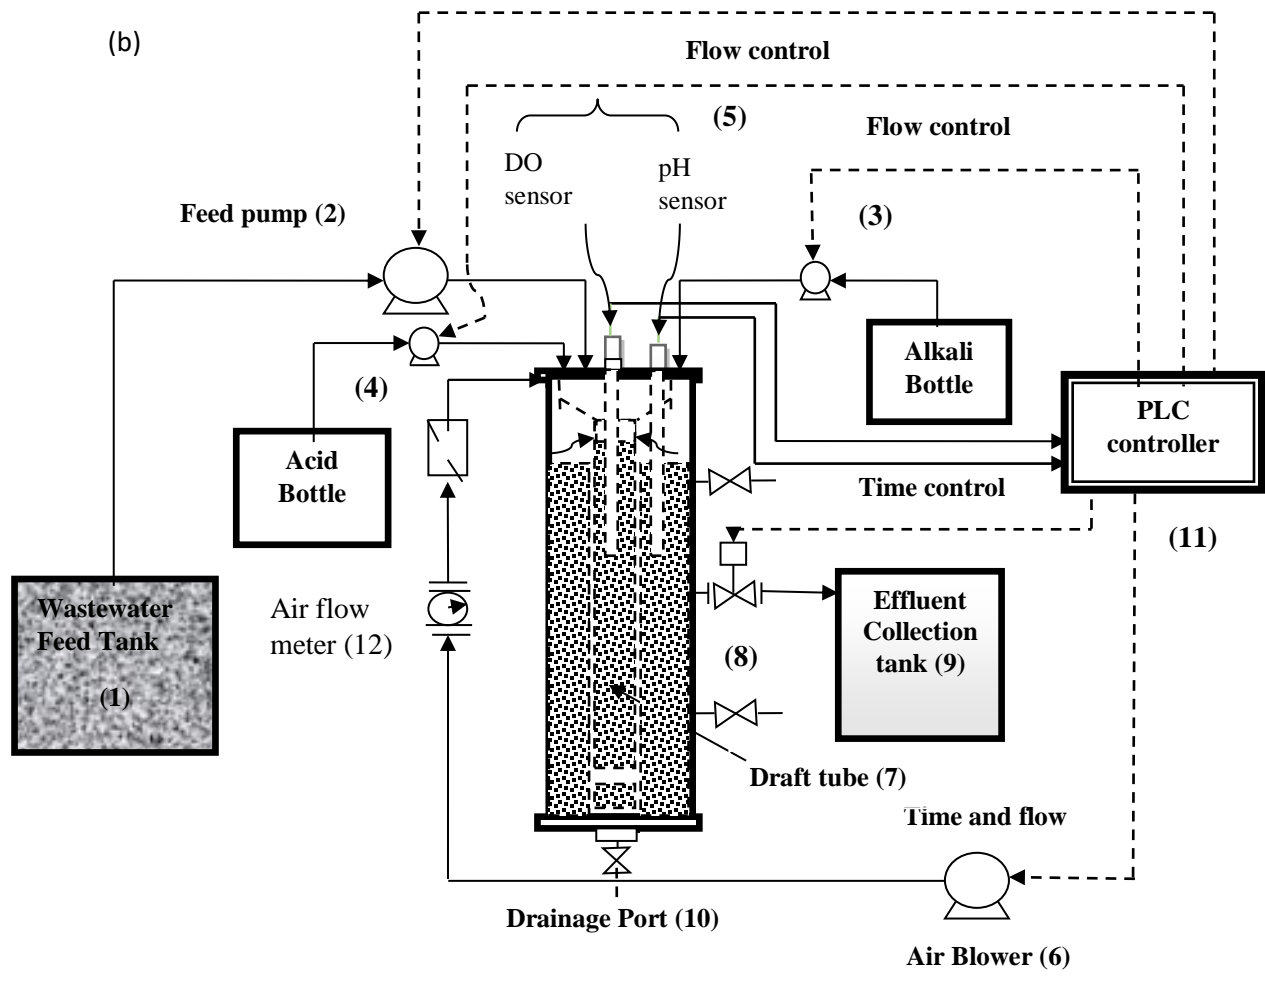 (b)
Flow control
(5)
Flow control
DO
sensor
pH
sensor
Feed pump (2)
(3)
Alkali
Bottle
(4)
PLC
controller
Acid
Bottle
Time control
(11)
Wastewater
Feed Tank
(1)
Air flow
meter (12)
Effluent
Collection
tank (9)
(8)
Draft tube (7)
Time and flow
Drainage Port (10)
Air Blower (6)